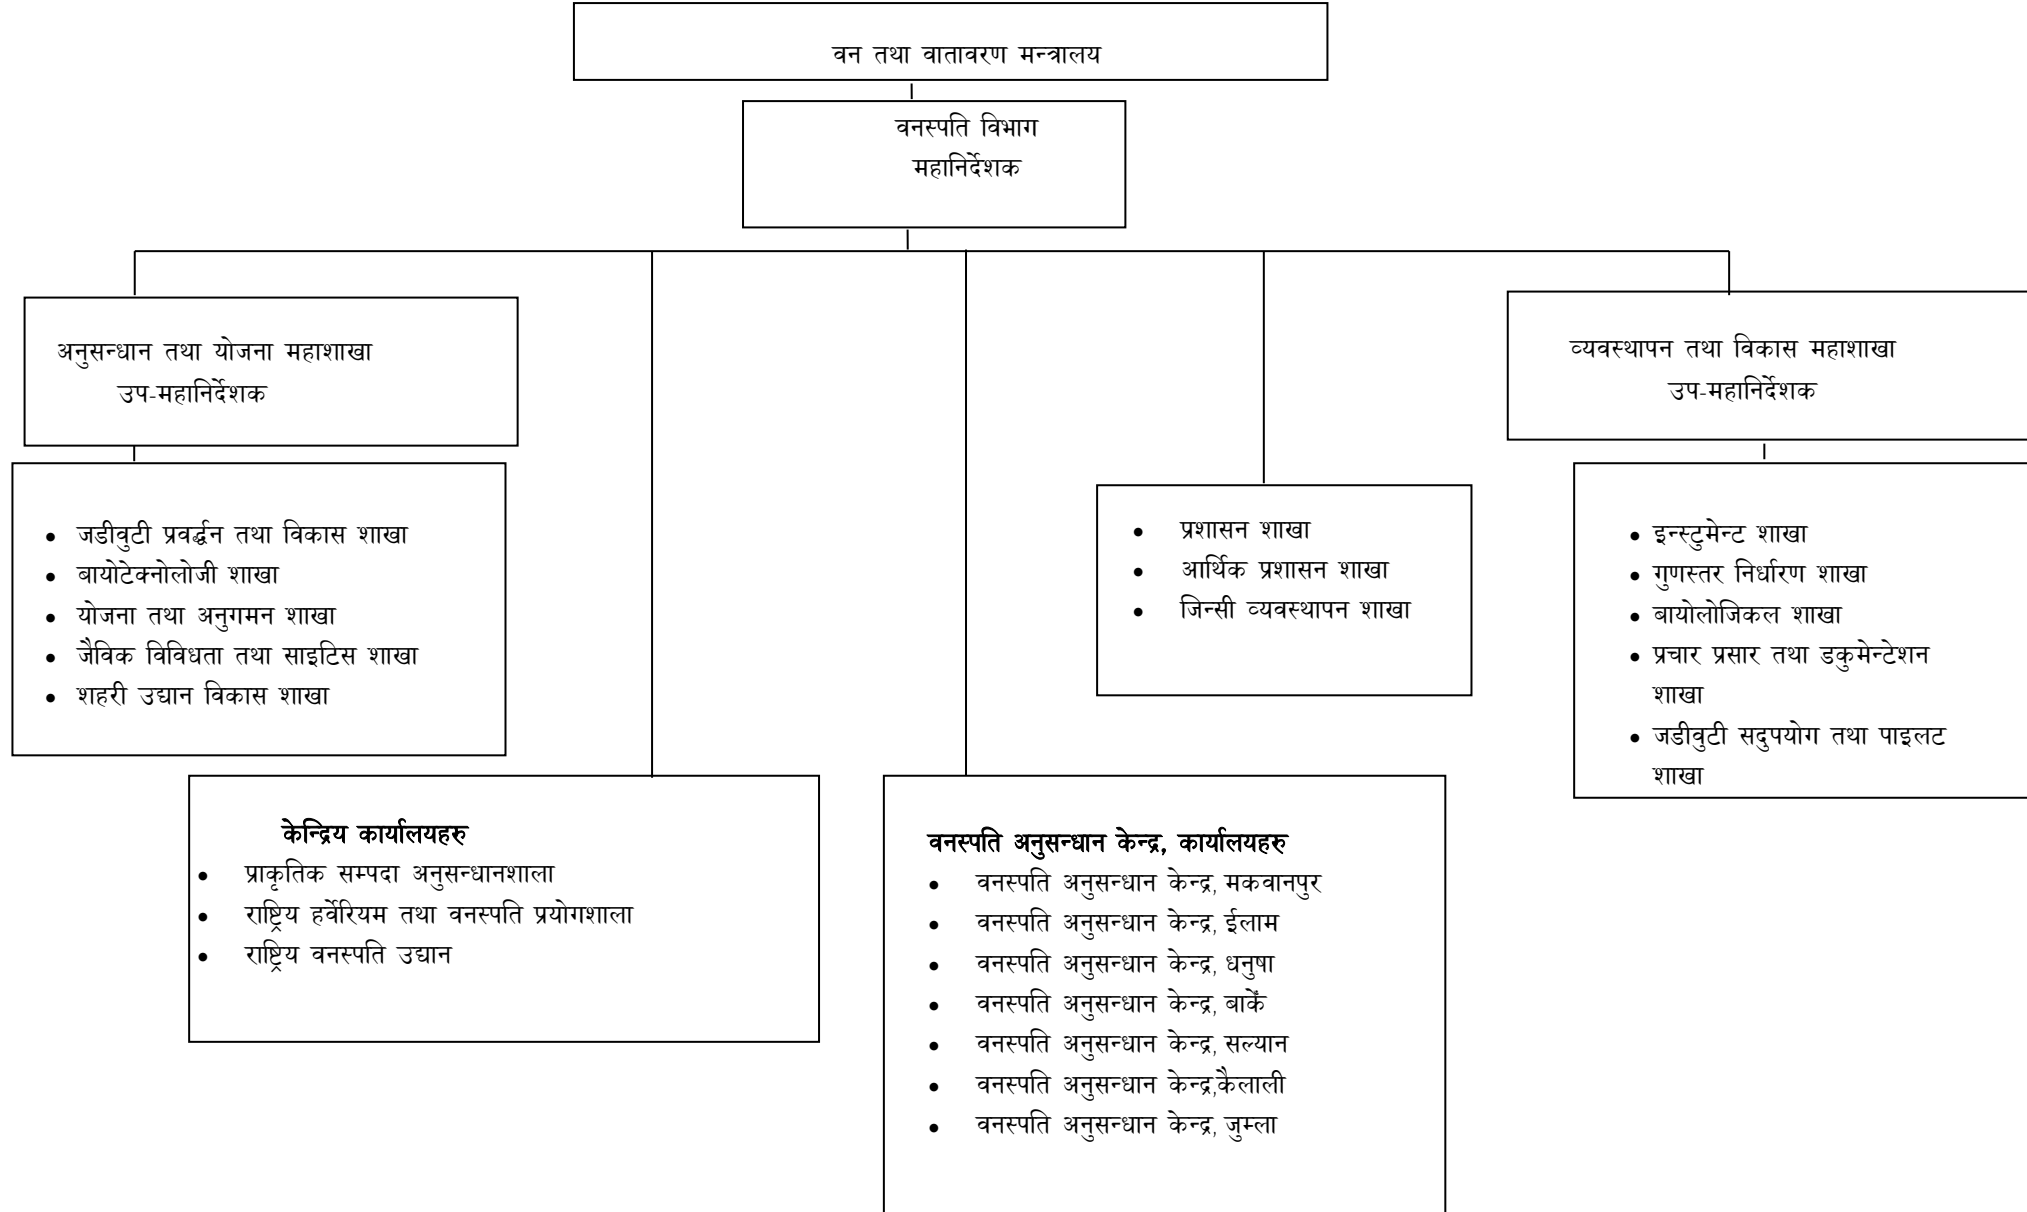 वन तथा वातावरण मन्त्रालय
वनस्पति विभाग
महानिर्देशक
अनुसन्धान तथा योजना महाशाखा
उप-महानिर्देशक
व्यवस्थापन तथा विकास महाशाखा
उप-महानिर्देशक
• जडीवुटी प्रवर्द्धन तथा विकास शाखा
• बायोटेक्नोलोजी शाखा
• योजना तथा अनुगमन शाखा
• जैविक विविधता तथा साइटिस शाखा
• शहरी उद्यान विकास शाखा
• प्रशासन शाखा
• आर्थिक प्रशासन शाखा
• जिन्सी व्यवस्थापन शाखा
• इन्स्टुमेन्ट शाखा
• गुणस्तर निर्धारण शाखा
• बायोलोजिकल शाखा
• प्रचार प्रसार तथा डकुमेन्टेशन
शाखा
• जडीवुटी सदुपयोग तथा पाइलट
शाखा
केन्द्रिय कार्यालयहरु
• प्राकृतिक सम्पदा अनुसन्धानशाला
• राष्ट्रिय हर्वेरियम तथा वनस्पति प्रयोगशाला
• राष्ट्रिय वनस्पति उद्यान
वनस्पति अनुसन्धान केन्द्र, कार्यालयहरु
• वनस्पति अनुसन्धान केन्द्र, मकवानपुर
• वनस्पति अनुसन्धान केन्द्र, ईलाम
• वनस्पति अनुसन्धान केन्द्र, धनुषा
• वनस्पति अनुसन्धान केन्द्र, बाकेँ
• वनस्पति अनुसन्धान केन्द्र, सल्यान
• वनस्पति अनुसन्धान केन्द्र,कैलाली
• वनस्पति अनुसन्धान केन्द्र, जुम्ला